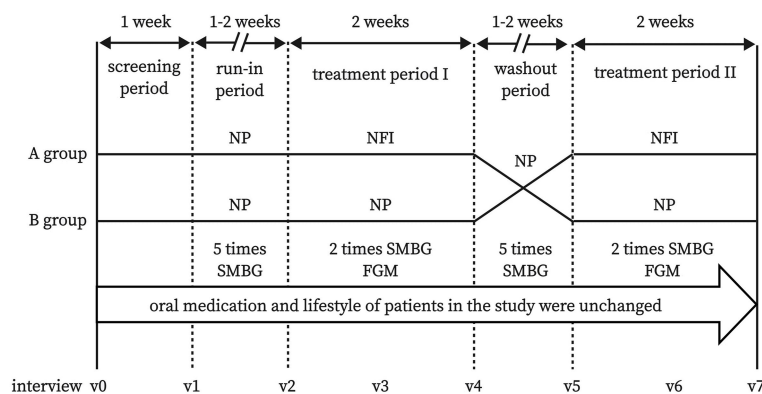 1 week 1-2 weeks 2 weeks 1-2 weeks 2 weeks
screening period
run-in period
treatment period I
washout period
treatment period II
A group NP NFI NP NFI
B group NP NP NP
5 times SMBG
2 times SMBG FGM
5 times SMBG
2 times SMBG FGM
oral medication and lifestyle of patients in the study were unchanged
interview v0 v1 v2 v3 v4 v5 v6 v7